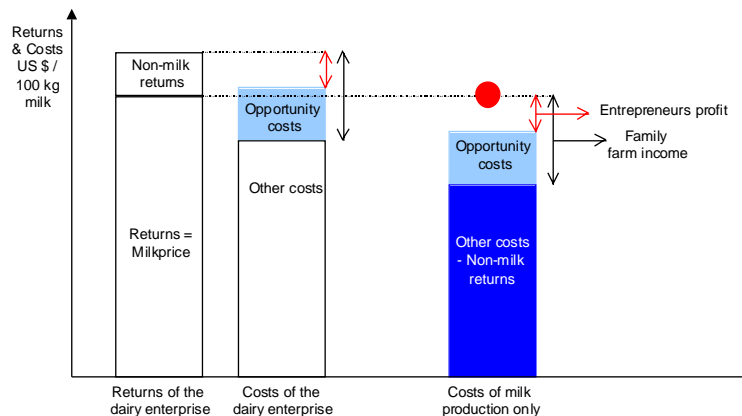 Returns
& Costs
US $ /
100 kg
milk
Non-milk
returns
Returns =
Milkprice
Opportunity
costs
Other costs
Opportunity
costs
Other costs
- Non-milk
returns
Entrepreneurs profit
Family
farm income
Returns of the
dairy enterprise
Costs of the
dairy enterprise
Costs of milk
production only